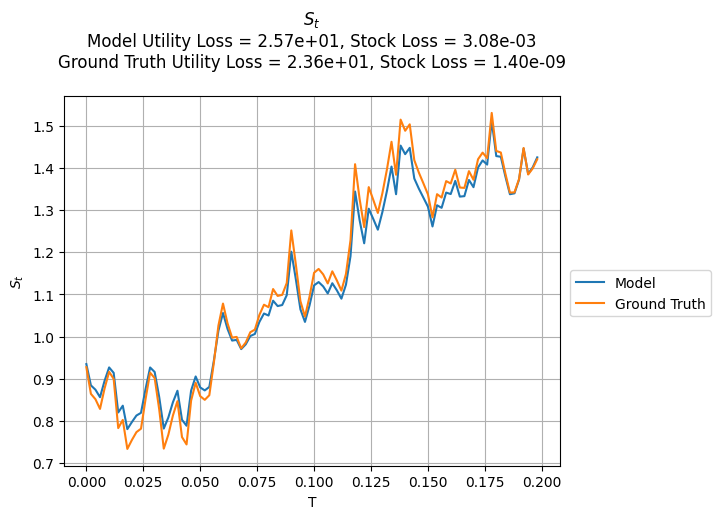 S_t
Model Utility Loss = 2.57e+01, Stock Loss = 3.08e-03
Ground Truth Utility Loss = 2.36e+01, Stock Loss = 1.40e-09
1.5
1.4
1.3
1.2
1.1
1.0
0.9
0.8
0.7
S_t
0.000 0.025 0.050 0.075 0.100 0.125 0.150 0.175 0.200
T
Model
Ground Truth